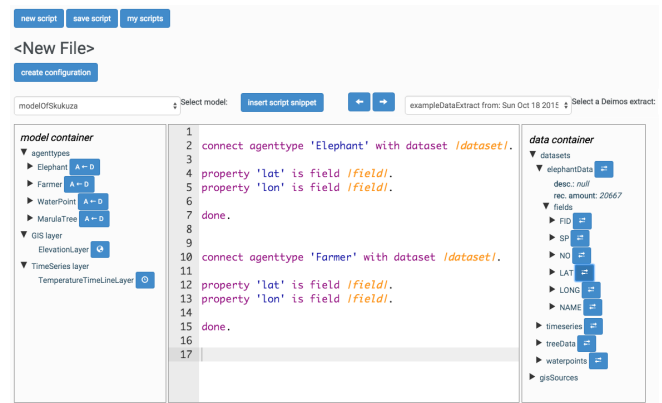 new script save script my scripts
<New File>
create configuration
modelOfSkukuza Select model: insert script snippet exampleDataExtract from: Sun Oct 18 2015 Select a Deimos extract:
model container
agenttypes
Elephant A ← D
Farmer A ← D
WaterPoint A ← D
MarulaTree A ← D
GIS layer
ElevationLayer
TimeSeries layer
TemperatureTimeLineLayer
1
2 connect agenttype 'Elephant' with dataset |dataset|.
3
4 property 'lat' is field |field|.
5 property 'lon' is field |field|.
6
7 done.
8
9
10 connect agenttype 'Farmer' with dataset |dataset|.
11
12 property 'lat' is field |field|.
13 property 'lon' is field |field|.
14
15 done.
16
17
data container
datasets
elephantData
desc.: null
rec. amount: 20667
fields
FID
SP
NO
LAT
LONG
NAME
timeseries
treeData
waterpoints
gisSources